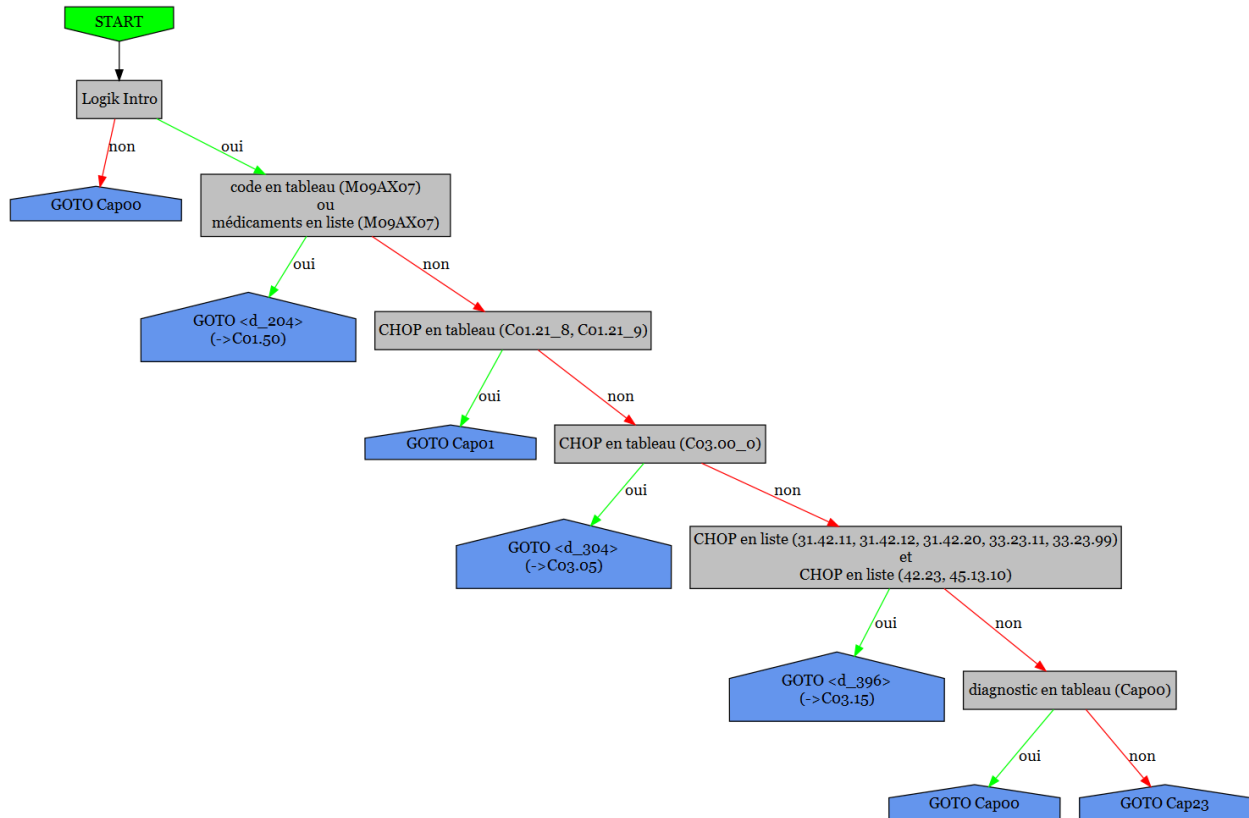 START
Logik Intro
non
oui
GOTO Cap00
code en tableau (M09AX07)
ou
médicaments en liste (M09AX07)
oui
non
GOTO <d_204>
(->C01.50)
CHOP en tableau (C01.21_8, C01.21_9)
oui
non
GOTO Cap01
CHOP en tableau (C03.00_0)
oui
non
GOTO <d_304>
(->C03.05)
CHOP en liste (31.42.11, 31.42.12, 31.42.20, 33.23.11, 33.23.99)
et
CHOP en liste (42.23, 45.13.10)
oui
non
GOTO <d_396>
(->C03.15)
diagnostic en tableau (Cap00)
oui
non
GOTO Cap00
GOTO Cap23